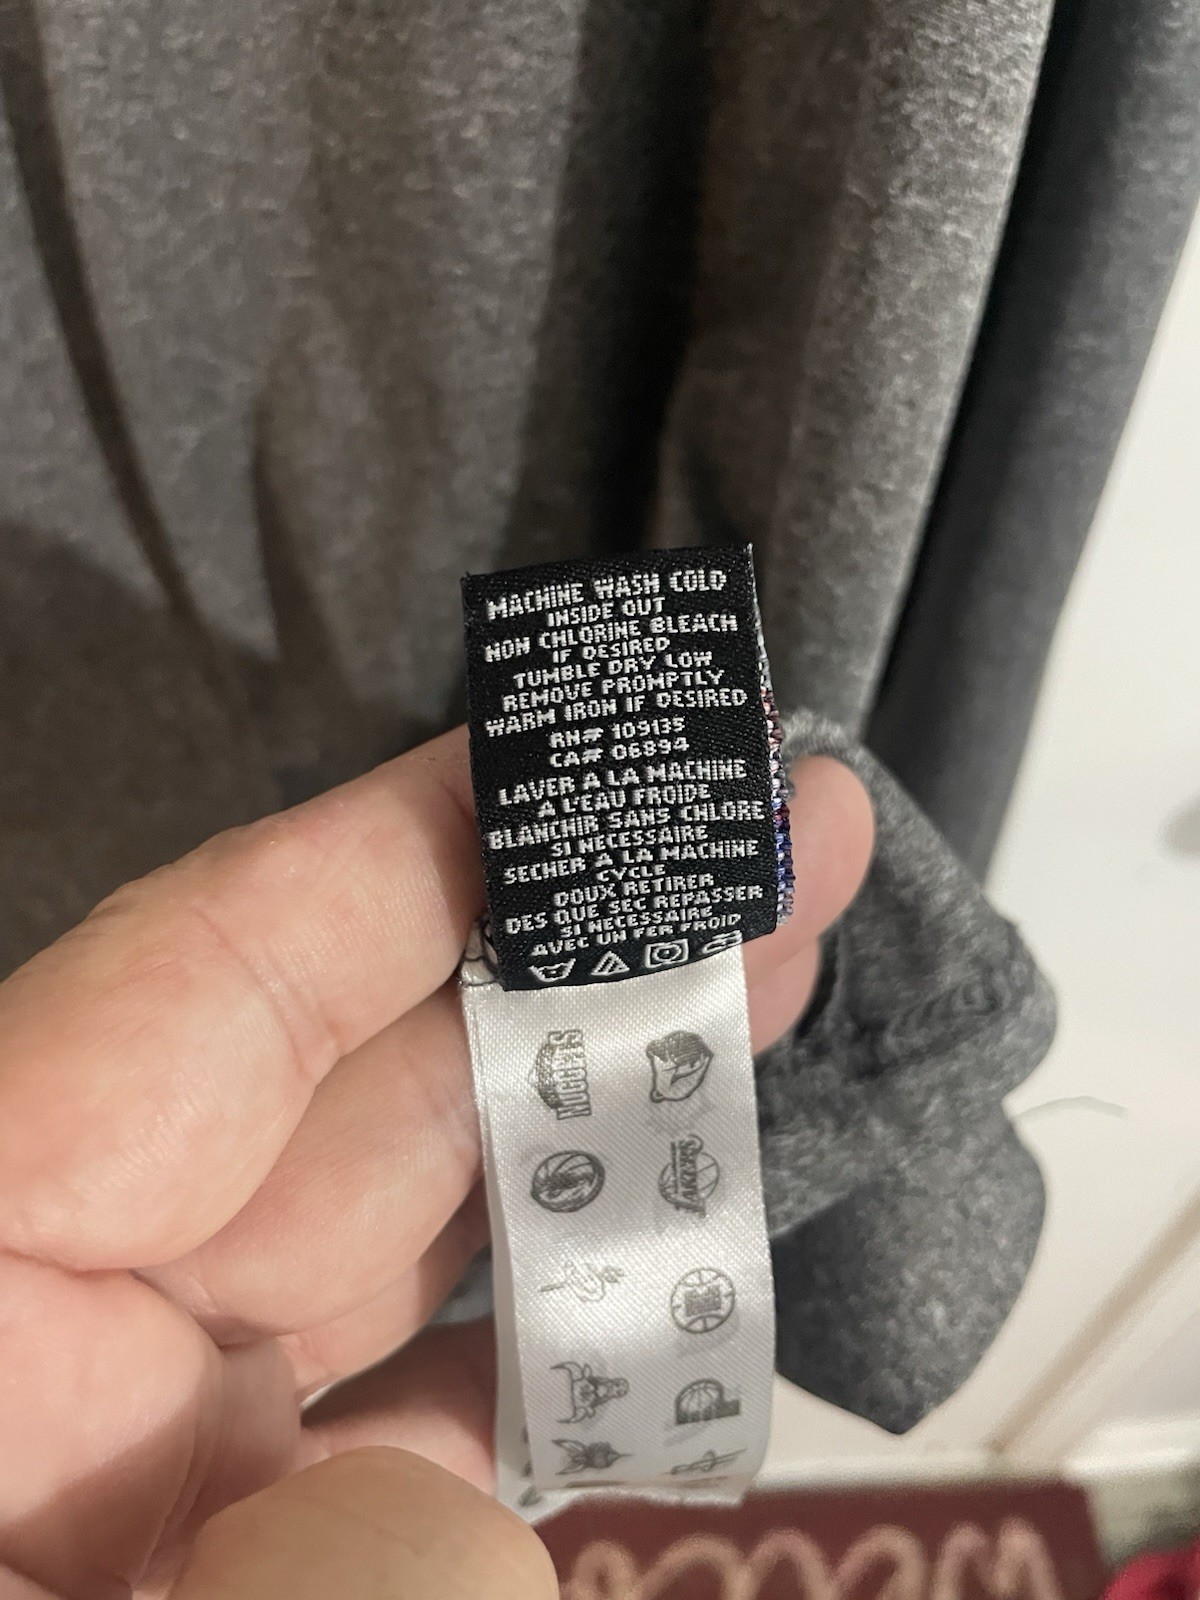 MACHINE WASH COLD
INSIDE OUT
NON CHLORINE BLEACH
IF DESIRED
TUMBLE DRY LOW
REMOVE PROMPTLY
WARM IRON IF DESIRED
RN# 109135
CA# 06894
LAVER A LA MACHINE
A L'EAU FROIDE
BLANCHIR SANS CHLORE
SI NECESSAIRE
SECHER A LA MACHINE
CYCLE
DOUX RETIRER
DES QUE SEC REPASSER
SI NECESSAIRE
AVEC UN FER FROID
NUGGETS
LAKERS